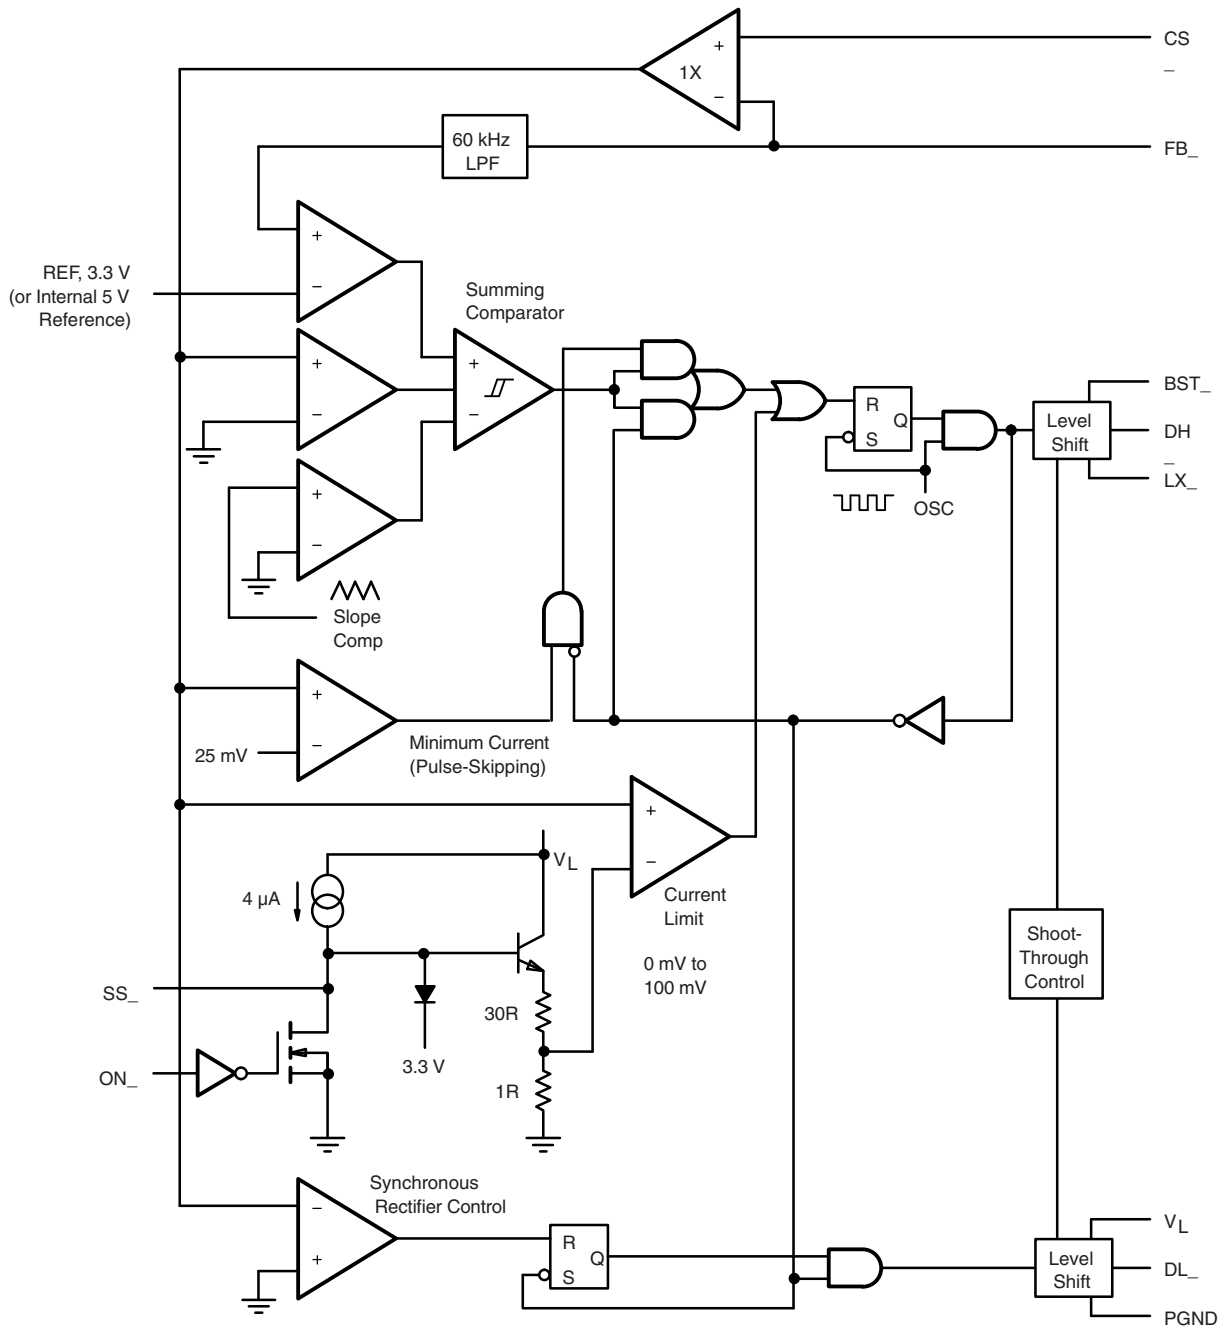 CS
_
+
1X
−
60 kHz
LPF
FB_
+
−
REF, 3.3 V
(or Internal 5 V
Reference)
Summing
Comparator
+
−
+
−
BST_
R
Q
S
Level
Shift
DH
_
LX_
OSC
+
−
Slope
Comp
+
−
25 mV
Minimum Current
(Pulse-Skipping)
+
−
VL
4 µA
Current
Limit
0 mV to
100 mV
Shoot-
Through
Control
SS_
30R
3.3 V
ON_
1R
Synchronous
Rectifier Control
−
+
R
Q
S
VL
Level
Shift
DL_
PGND